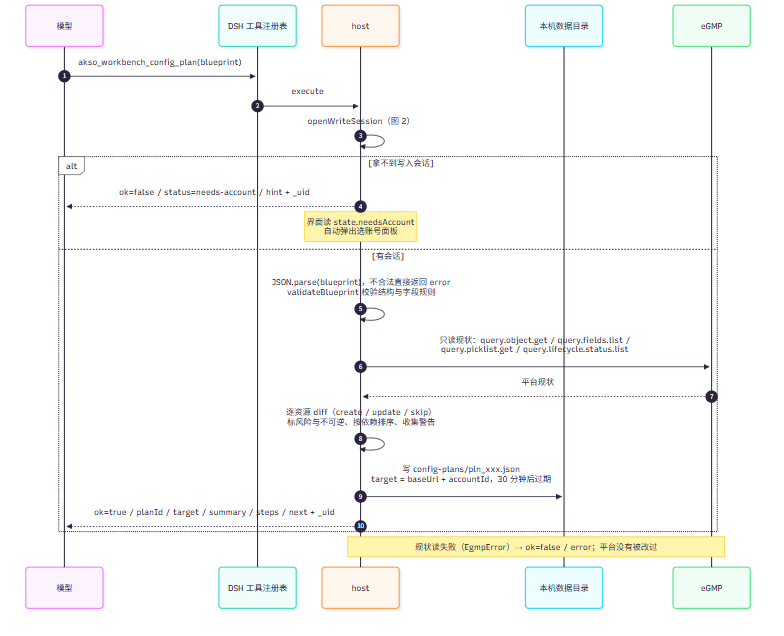 模型
DSH 工具注册表
host
本机数据目录
eGMP
akso_workbench_config_plan(blueprint)
1
execute
2
openWriteSession（图 2）
3
alt
[拿不到写入会话]
ok=false / status=needs-account / hint + _uid
4
界面读 state.needsAccount
自动弹出选账号面板
[有会话]
JSON.parse(blueprint)，不合法直接返回 error
validateBlueprint 校验结构与字段规则
5
只读现状：query.object.get / query.fields.list /
query.picklist.get / query.lifecycle.status.list
6
平台现状
7
逐资源 diff（create / update / skip）
标风险与不可逆、按依赖排序、收集警告
8
写 config-plans/pln_xxx.json
target = baseUrl + accountId，30 分钟后过期
9
ok=true / planId / target / summary / steps / next + _uid
10
现状读失败（EgmpError）→ ok=false / error；平台没有被改过
模型
DSH 工具注册表
host
本机数据目录
eGMP